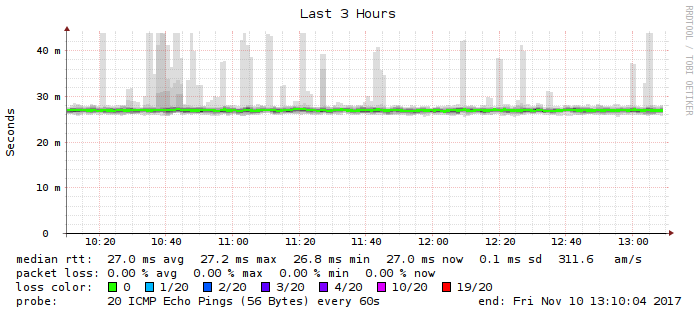 Last 3 Hours
RRDTOOL / TOBI OETIKER
Seconds
40 m
30 m
20 m
10 m
0
10:20 10:40 11:00 11:20 11:40 12:00 12:20 12:40 13:00
median rtt: 27.0 ms avg 27.2 ms max 26.8 ms min 27.0 ms now 0.1 ms sd 311.6 am/s
packet loss: 0.00 % avg 0.00 % max 0.00 % min 0.00 % now
loss color: 0 1/20 2/20 3/20 4/20 10/20 19/20
probe: 20 ICMP Echo Pings (56 Bytes) every 60s end: Fri Nov 10 13:10:04 2017